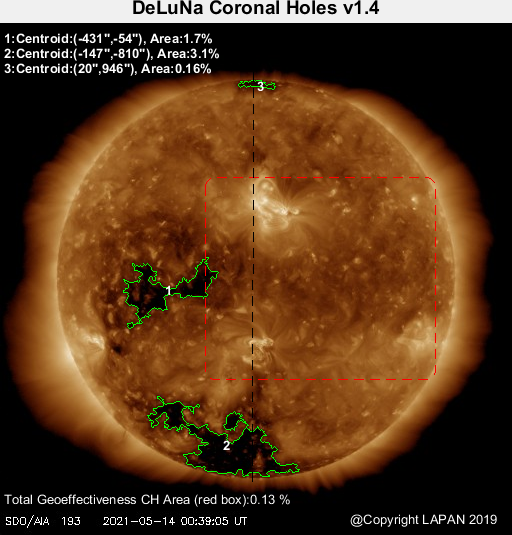 DeLuNa Coronal Holes v1.4
1:Centroid:(-431",-54"), Area:1.7%
2:Centroid:(-147",-810"), Area:3.1%
3:Centroid:(20",946"), Area:0.16%
3
1
2
Total Geoeffectiveness CH Area (red box):0.13 %
SDO/AIA 193 2021-05-14 00:39:05 UT
@Copyright LAPAN 2019